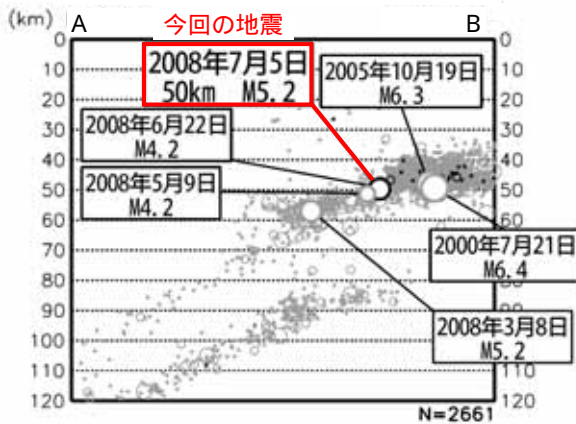 (km) A 今回の地震 B
0 0
10 2008年7月5日 2005年10月19日 10
20 50km M5.2 M6.3 20
30 2008年6月22日 30
M4.2
40 40
2008年5月9日
50 M4.2 50
60 2000年7月21日 60
70 M6.4 70
80 80
90 2008年3月8日 90
100 M5.2 100
110 110
120 120
N=2661